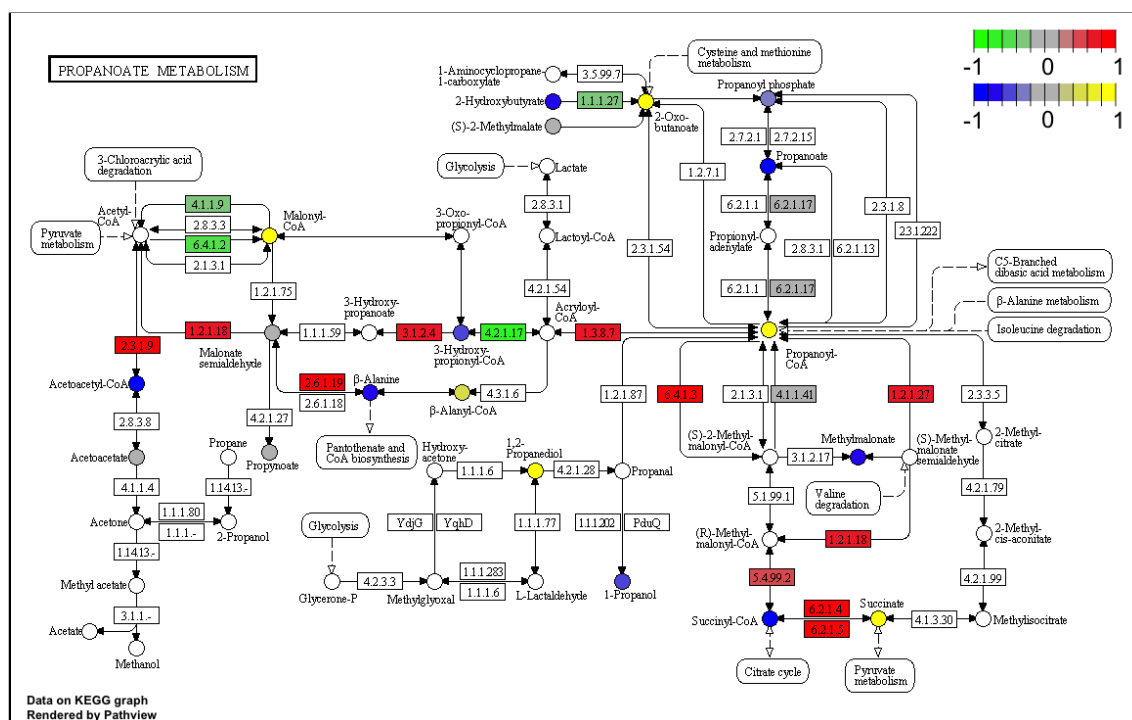 PROPANOATE METABOLISM
-1
0
1
-1
0
1
1-Aminocyclopropane
1-carboxylate
3.5.99.7
Cysteine and methionine
metabolism
2-Hydroxybutyrate
1.1.1.27
2-Oxo-
butanoate
Propanoyl phosphate
(S)-2-Methylmalate
2.7.2.1
2.7.2.15
1.2.7.1
Propanoate
3-Chloroacrylic acid
degradation
Glycolysis
Lactate
2.8.3.1
6.2.1.1
6.2.1.17
2.3.1.8
4.1.1.9
Acetyl-
CoA
Malonyl-
CoA
2.8.3.3
3-Oxo-
propionyl-CoA
Lactoyl-CoA
Propionyl-
adenylate
2.3.1.222
Pyruvate
metabolism
6.4.1.2
2.3.1.54
2.8.3.1
6.2.1.13
2.1.3.1
C5-Branched
dibasic acid metabolism
1.2.1.75
4.2.1.54
6.2.1.1
6.2.1.17
β-Alanine metabolism
3-Hydroxy-
propanoate
Acryloyl-
CoA
Isoleucine degradation
1.2.1.18
1.1.1.59
3.1.2.4
4.2.1.17
1.3.8.7
2.3.1.9
Malonate
semialdehyde
3-Hydroxy-
propionyl-CoA
Propanoyl-
CoA
Acetoacetyl-CoA
2.6.1.19
β-Alanine
2.6.1.18
β-Alanyl-CoA
4.3.1.6
1.2.1.87
6.4.1.3
2.1.3.1
4.1.1.41
1.2.1.27
2.3.3.5
2.8.3.8
4.2.1.27
Pantothenate and
CoA biosynthesis
Hydroxy-
acetone
1,2-
Propanediol
(S)-2-Methyl-
malonyl-CoA
Methylmalonate
(S)-Methyl-
malonate
semialdehyde
2-Methyl-
citrate
Acetoacetate
Propane
Propynoate
1.1.1.6
4.2.1.28
Propanal
3.1.2.17
4.1.1.4
1.14.13.-
5.1.99.1
Valine
degradation
4.2.1.79
Acetone
1.1.1.80
1.1.1.-
2-Propanol
Glycolysis
YdjG
YqhD
1.1.1.77
1.1.1.202
PduQ
(R)-Methyl-
malonyl-CoA
1.2.1.18
2-Methyl-
cis-aconitate
1.14.13.-
Methyl acetate
4.2.3.3
1.1.1.283
1.1.1.6
5.4.99.2
4.2.1.99
Glycerone-P
Methylglyoxal
L-Lactaldehyde
1-Propanol
3.1.1.-
6.2.1.4
Succinate
Acetate
Succinyl-CoA
6.2.1.5
4.1.3.30
Methylisocitrate
Methanol
Citrate cycle
Pyruvate
metabolism
Data on KEGG graph
Rendered by Pathview